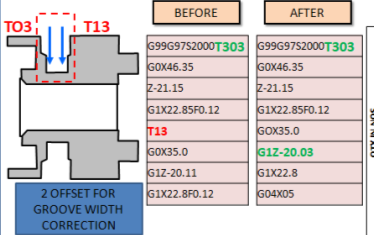 TO3 T13
2 OFFSET FOR
GROOVE WIDTH
CORRECTION
BEFORE
G99G97S2000T303
G0X46.35
Z-21.15
G1X22.85F0.12
T13
G0X35.0
G1Z-20.11
G1X22.8F0.12
AFTER
G99G97S2000T303
G0X46.35
Z-21.15
G1X22.85F0.12
GOX35.0
G1Z-20.03
G1X22.8
G04X05